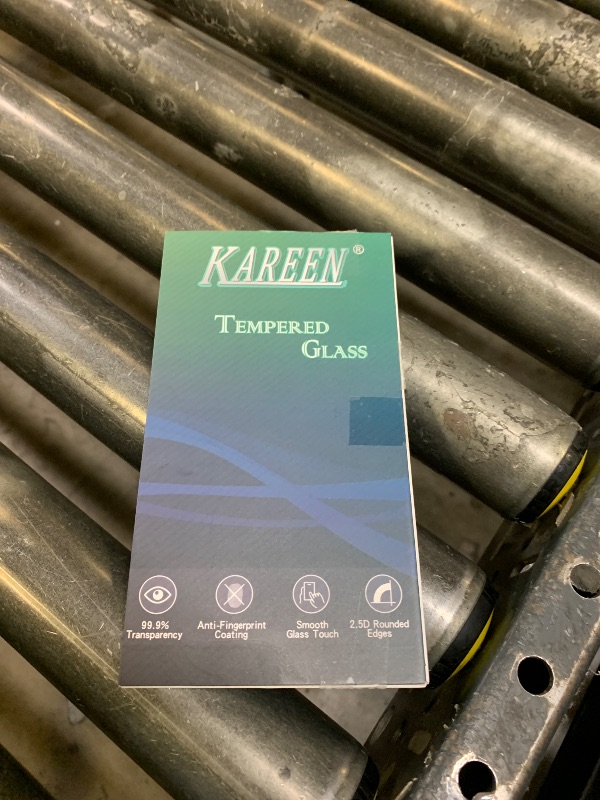 KAREEN®
TEMPERED
GLASS
99.9%
Transparency
Anti-Fingerprint
Coating
Smooth
Glass Touch
2.5D Rounded
Edges